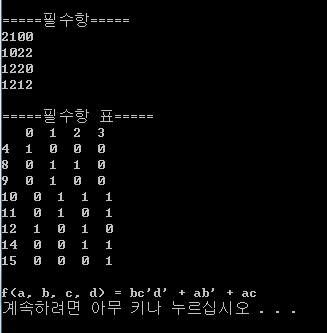 =====필수항=====
2100
1022
1220
1212
=====필수항 표=====
0 1 2 3
4 1 0 0 0
8 0 1 1 0
9 0 1 0 0
10 0 1 1 1
11 0 1 0 1
12 1 0 1 0
14 0 0 1 1
15 0 0 0 1
f(a, b, c, d) = bc'd' + ab' + ac
계속하려면 아무 키나 누르십시오 . . .